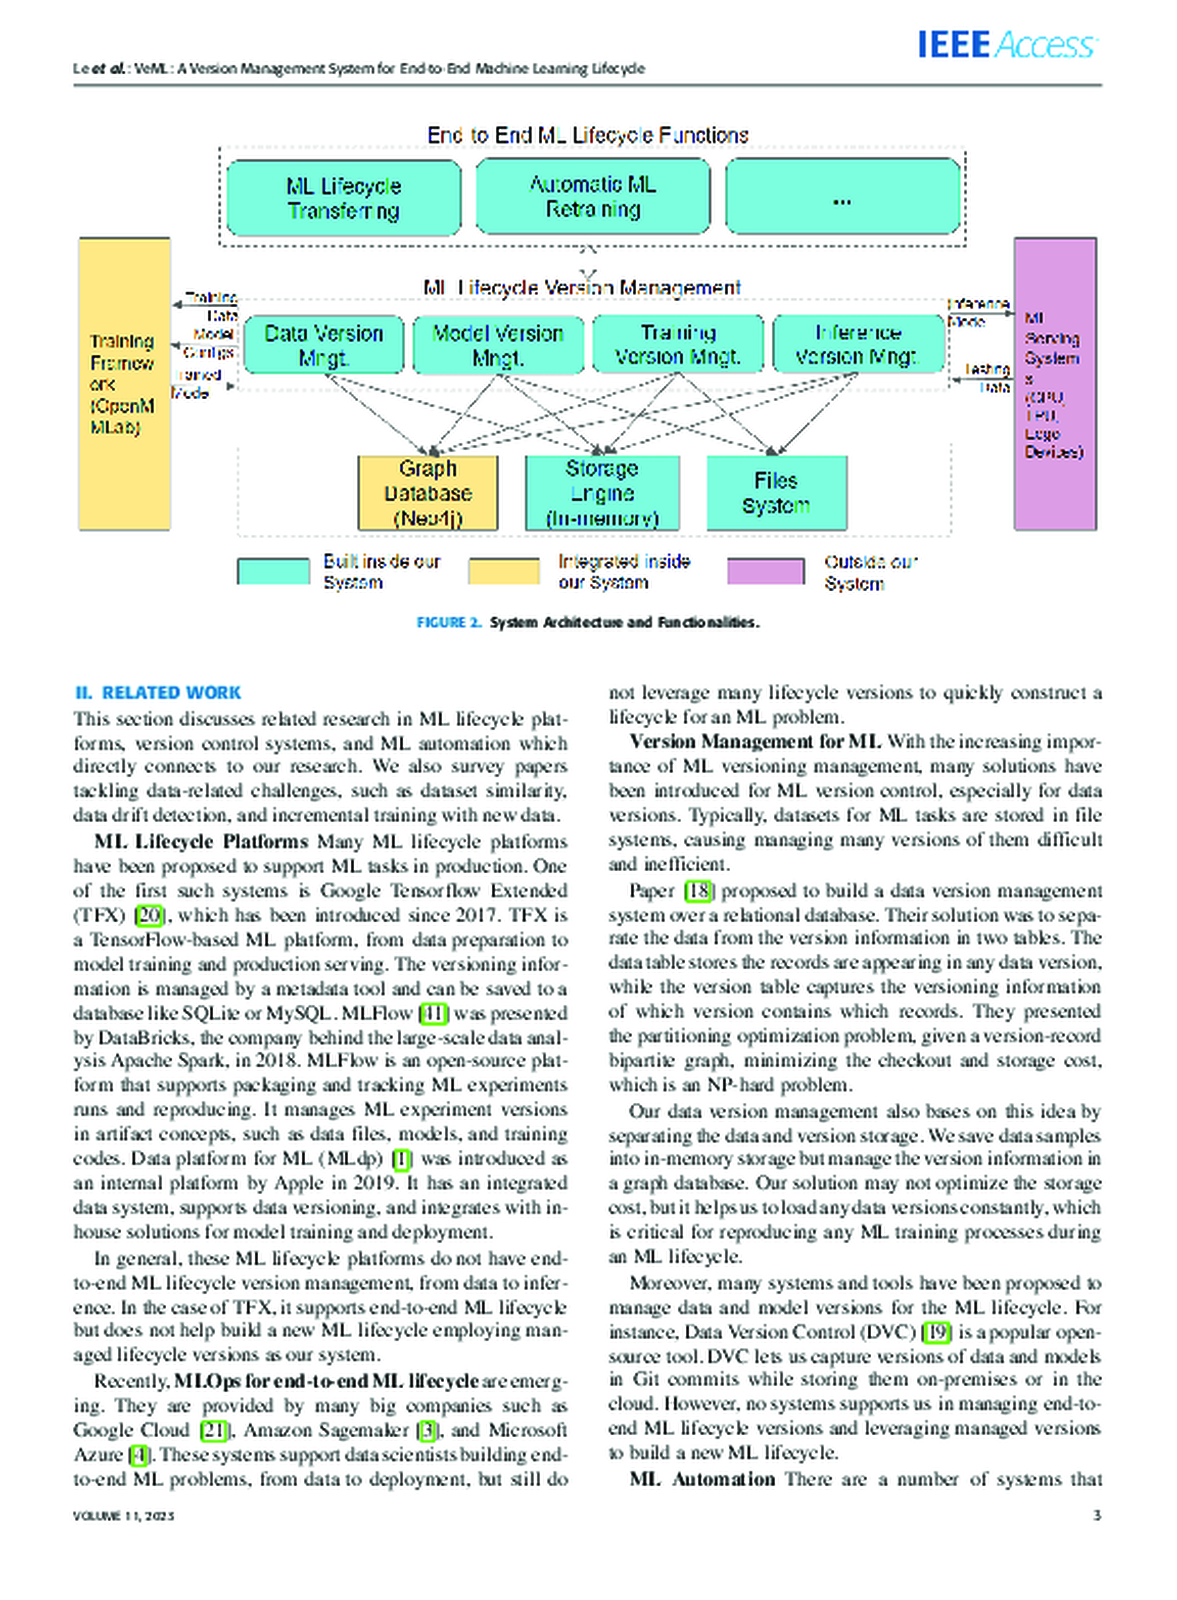 IEEE Access
Le et al.: VeML: A Version Management System for End-to-End Machine Learning Lifecycle
End to End ML Lifecycle Functions
ML Lifecycle
Transferring
Automatic ML
Retraining
...
ML Lifecycle Version Management
Training
Framew
ork
(OpenM
MLab)
Training
Data
Model
Configs
Trained
Model
Data Version
Mngt.
Model Version
Mngt.
Training
Version Mngt.
Inference
Version Mngt.
Inference
Model
Testing
Data
ML
Serving
System
s
(CPU,
TPU,
Edge
Devices)
Graph
Database
(Neo4j)
Storage
Engine
(In-memory)
Files
System
Built inside our
System
Integrated inside
our System
Outside our
System
FIGURE 2. System Architecture and Functionalities.
II. RELATED WORK
This section discusses related research in ML lifecycle plat-
forms, version control systems, and ML automation which
directly connects to our research. We also survey papers
tackling data-related challenges, such as dataset similarity,
data drift detection, and incremental training with new data.
ML Lifecycle Platforms Many ML lifecycle platforms
have been proposed to support ML tasks in production. One
of the first such systems is Google Tensorflow Extended
(TFX) [20], which has been introduced since 2017. TFX is
a TensorFlow-based ML platform, from data preparation to
model training and production serving. The versioning infor-
mation is managed by a metadata tool and can be saved to a
database like SQLite or MySQL. MLFlow [41] was presented
by DataBricks, the company behind the large-scale data anal-
ysis Apache Spark, in 2018. MLFlow is an open-source plat-
form that supports packaging and tracking ML experiments
runs and reproducing. It manages ML experiment versions
in artifact concepts, such as data files, models, and training
codes. Data platform for ML (MLdp) [1] was introduced as
an internal platform by Apple in 2019. It has an integrated
data system, supports data versioning, and integrates with in-
house solutions for model training and deployment.
In general, these ML lifecycle platforms do not have end-
to-end ML lifecycle version management, from data to infer-
ence. In the case of TFX, it supports end-to-end ML lifecycle
but does not help build a new ML lifecycle employing man-
aged lifecycle versions as our system.
Recently, MLOps for end-to-end ML lifecycle are emerg-
ing. They are provided by many big companies such as
Google Cloud [21], Amazon Sagemaker [3], and Microsoft
Azure [4]. These systems support data scientists building end-
to-end ML problems, from data to deployment, but still do
not leverage many lifecycle versions to quickly construct a
lifecycle for an ML problem.
Version Management for ML With the increasing impor-
tance of ML versioning management, many solutions have
been introduced for ML version control, especially for data
versions. Typically, datasets for ML tasks are stored in file
systems, causing managing many versions of them difficult
and inefficient.
Paper [18] proposed to build a data version management
system over a relational database. Their solution was to sepa-
rate the data from the version information in two tables. The
data table stores the records are appearing in any data version,
while the version table captures the versioning information
of which version contains which records. They presented
the partitioning optimization problem, given a version-record
bipartite graph, minimizing the checkout and storage cost,
which is an NP-hard problem.
Our data version management also bases on this idea by
separating the data and version storage. We save data samples
into in-memory storage but manage the version information in
a graph database. Our solution may not optimize the storage
cost, but it helps us to load any data versions constantly, which
is critical for reproducing any ML training processes during
an ML lifecycle.
Moreover, many systems and tools have been proposed to
manage data and model versions for the ML lifecycle. For
instance, Data Version Control (DVC) [19] is a popular open-
source tool. DVC lets us capture versions of data and models
in Git commits while storing them on-premises or in the
cloud. However, no systems supports us in managing end-to-
end ML lifecycle versions and leveraging managed versions
to build a new ML lifecycle.
ML Automation There are a number of systems that
VOLUME 11, 2023
3